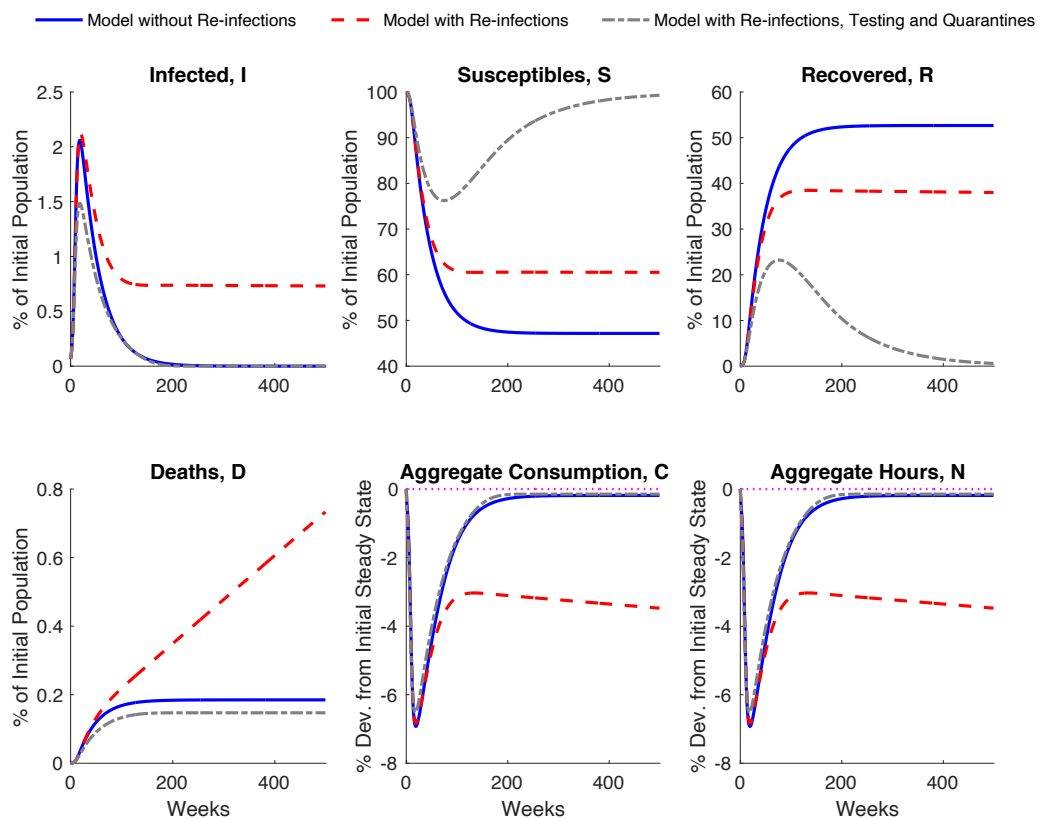 Model without Re-infections Model with Re-infections Model with Re-infections, Testing and Quarantines
Infected, I
% of Initial Population
2.5
2
1.5
1
0.5
0
0 200 400
Susceptibles, S
% of Initial Population
100
90
80
70
60
50
40
0 200 400
Recovered, R
% of Initial Population
60
50
40
30
20
10
0
0 200 400
Deaths, D
% of Initial Population
0.8
0.6
0.4
0.2
0
0 200 400
Weeks
Aggregate Consumption, C
% Dev. from Initial Steady State
0
-2
-4
-6
-8
0 200 400
Weeks
Aggregate Hours, N
% Dev. from Initial Steady State
0
-2
-4
-6
-8
0 200 400
Weeks